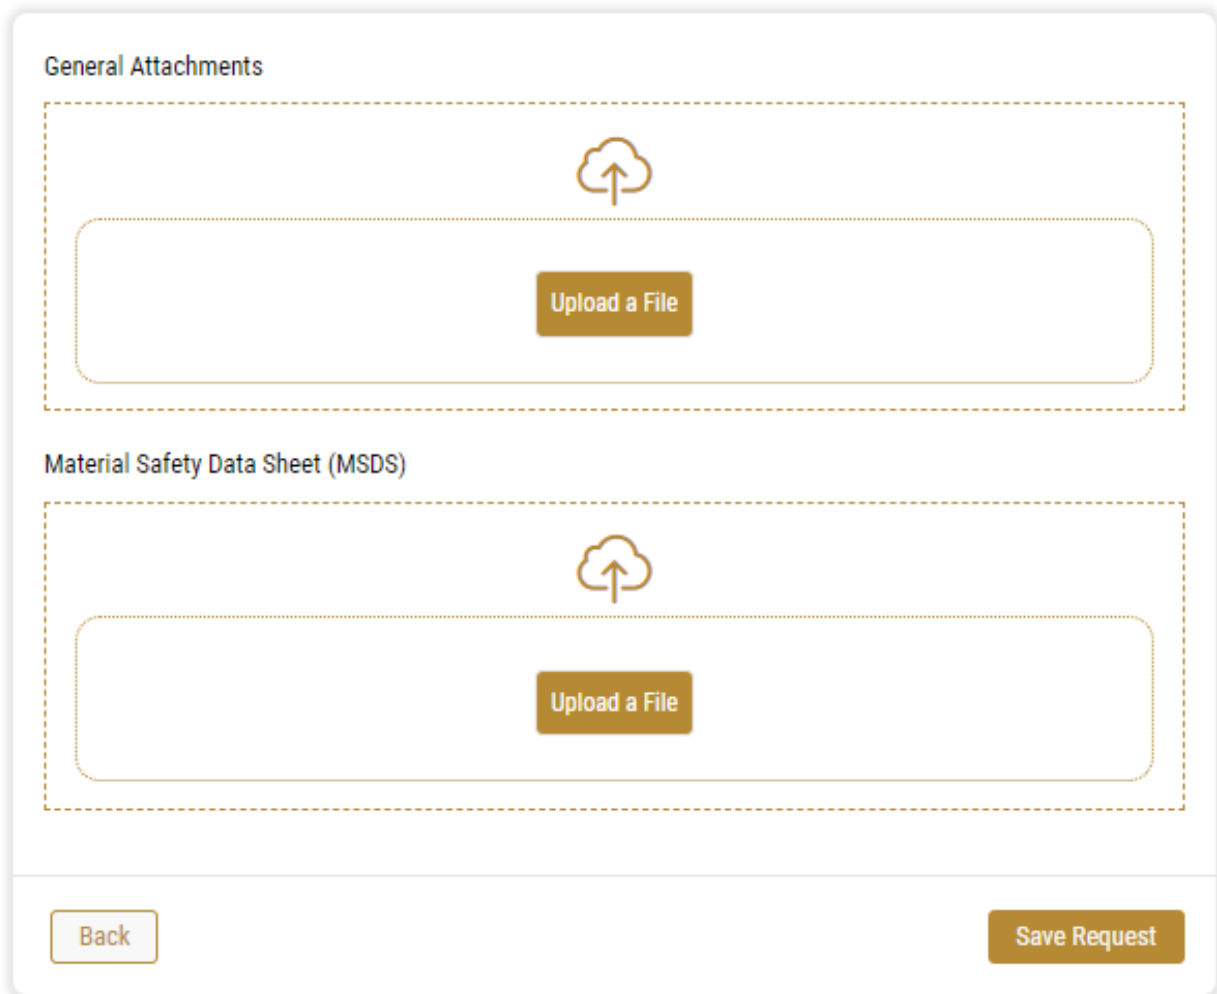 General Attachments
Upload a File
Material Safety Data Sheet (MSDS)
Upload a File
Back
Save Request